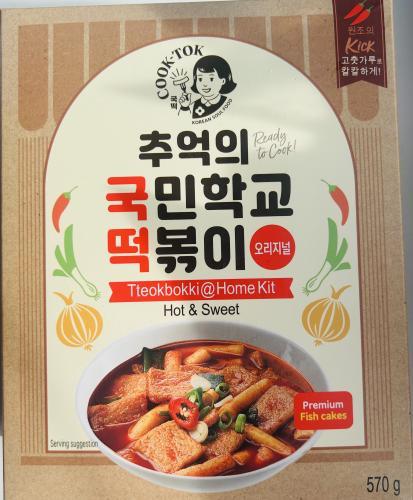 COOK·TOK
국떡
KOREAN SOUL FOOD
원조의
KICK
고춧가루로
칼칼하게!
추억의
Ready
to Cook!
국민학교
떡볶이
오리지널
Tteokbokki@Home Kit
Hot & Sweet
Premium
Fish cakes
Serving suggestion
570 g